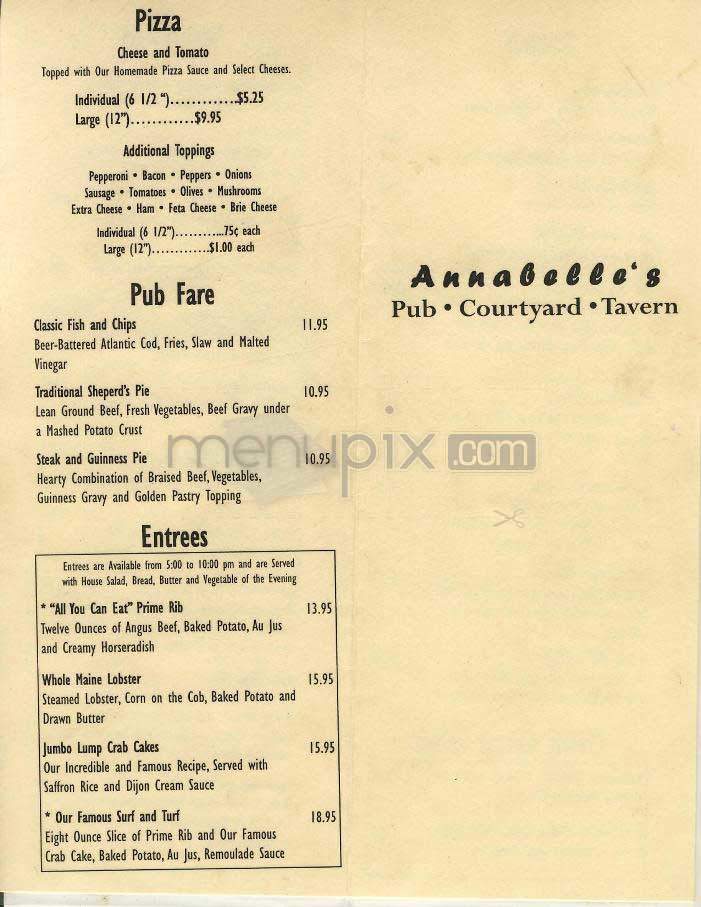 Pizza
Cheese and Tomato
Topped with Our Homemade Pizza Sauce and Select Cheeses.
Individual (6 1/2 “).............$5.25
Large (12”)............$9.95
Additional Toppings
Pepperoni • Bacon • Peppers • Onions
Sausage • Tomatoes • Olives • Mushrooms
Extra Cheese • Ham • Feta Cheese • Brie Cheese
Individual (6 1/2”)............75¢ each
Large (12”).............$1.00 each
Pub Fare
Classic Fish and Chips 11.95
Beer-Battered Atlantic Cod, Fries, Slaw and Malted
Vinegar
Traditional Sheperd's Pie 10.95
Lean Ground Beef, Fresh Vegetables, Beef Gravy under
a Mashed Potato Crust
Steak and Guinness Pie 10.95
Hearty Combination of Braised Beef, Vegetables,
Guinness Gravy and Golden Pastry Topping
Entrees
Entrees are Available from 5:00 to 10:00 pm and are Served
with House Salad, Bread, Butter and Vegetable of the Evening
* “All You Can Eat” Prime Rib 13.95
Twelve Ounces of Angus Beef, Baked Potato, Au Jus
and Creamy Horseradish
Whole Maine Lobster 15.95
Steamed Lobster, Corn on the Cob, Baked Potato and
Drawn Butter
Jumbo Lump Crab Cakes 15.95
Our Incredible and Famous Recipe, Served with
Saffron Rice and Dijon Cream Sauce
* Our Famous Surf and Turf 18.95
Eight Ounce Slice of Prime Rib and Our Famous
Crab Cake, Baked Potato, Au Jus, Remoulade Sauce
Annabelle's
Pub • Courtyard • Tavern
menupix.com